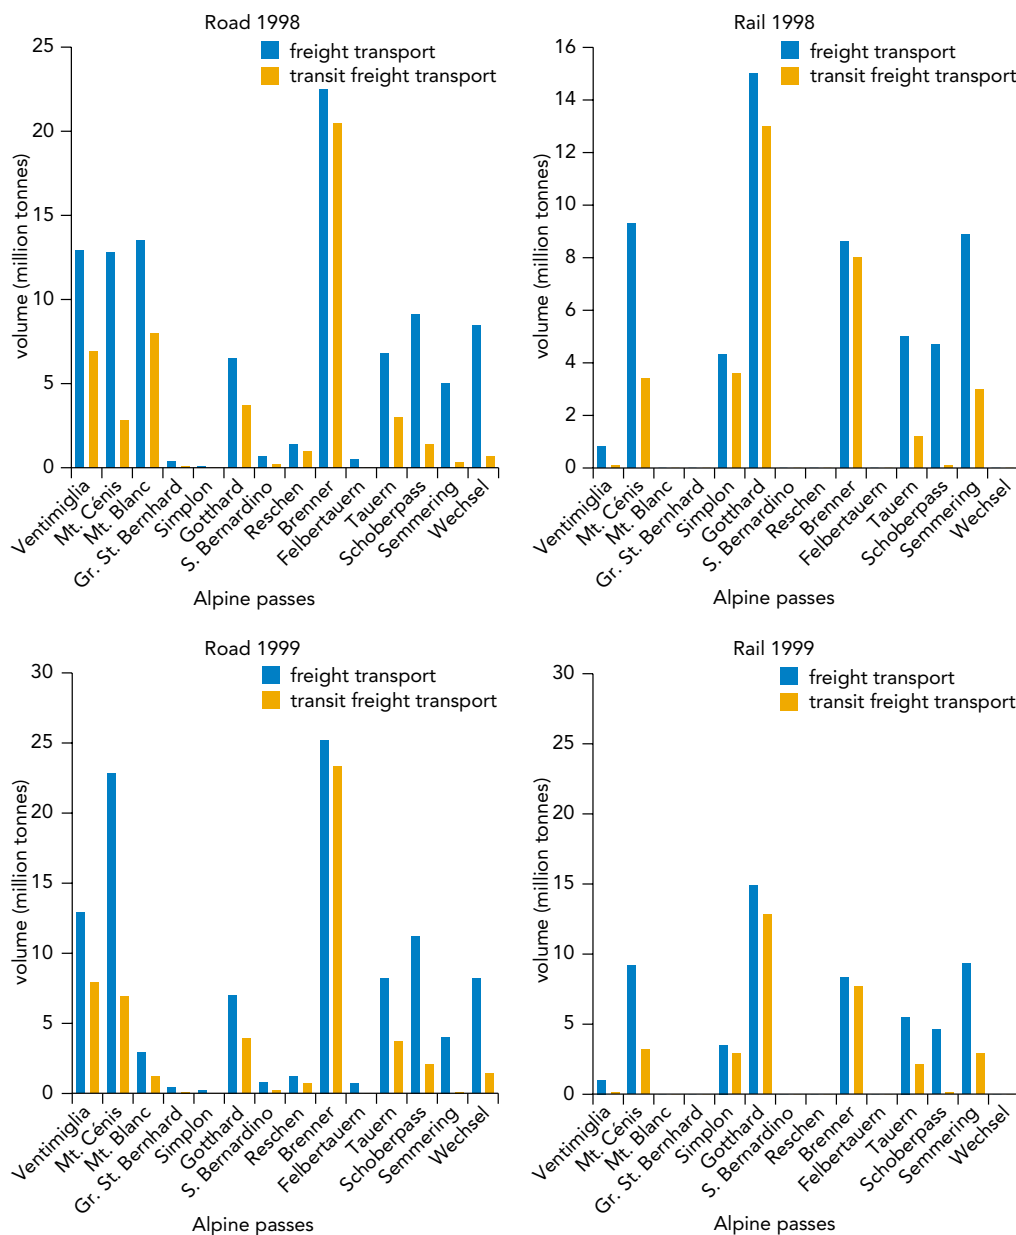 Road 1998
freight transport
transit freight transport
volume (million tonnes)
25
20
15
10
5
0
Ventimiglia
Mt. Cénis
Mt. Blanc
Gr. St. Bernhard
Simplon
Gotthard
S. Bernardino
Reschen
Brenner
Felbertauern
Tauern
Schoberpass
Semmering
Wechsel
Alpine passes
Rail 1998
freight transport
transit freight transport
volume (million tonnes)
16
14
12
10
8
6
4
2
0
Ventimiglia
Mt. Cénis
Mt. Blanc
Gr. St. Bernhard
Simplon
Gotthard
S. Bernardino
Reschen
Brenner
Felbertauern
Tauern
Schoberpass
Semmering
Wechsel
Alpine passes
Road 1999
freight transport
transit freight transport
volume (million tonnes)
30
25
20
15
10
5
0
Ventimiglia
Mt. Cénis
Mt. Blanc
Gr. St. Bernhard
Simplon
Gotthard
S. Bernardino
Reschen
Brenner
Felbertauern
Tauern
Schoberpass
Semmering
Wechsel
Alpine passes
Rail 1999
freight transport
transit freight transport
volume (million tonnes)
30
25
20
15
10
5
0
Ventimiglia
Mt. Cénis
Mt. Blanc
Gr. St. Bernhard
Simplon
Gotthard
S. Bernardino
Reschen
Brenner
Felbertauern
Tauern
Schoberpass
Semmering
Wechsel
Alpine passes